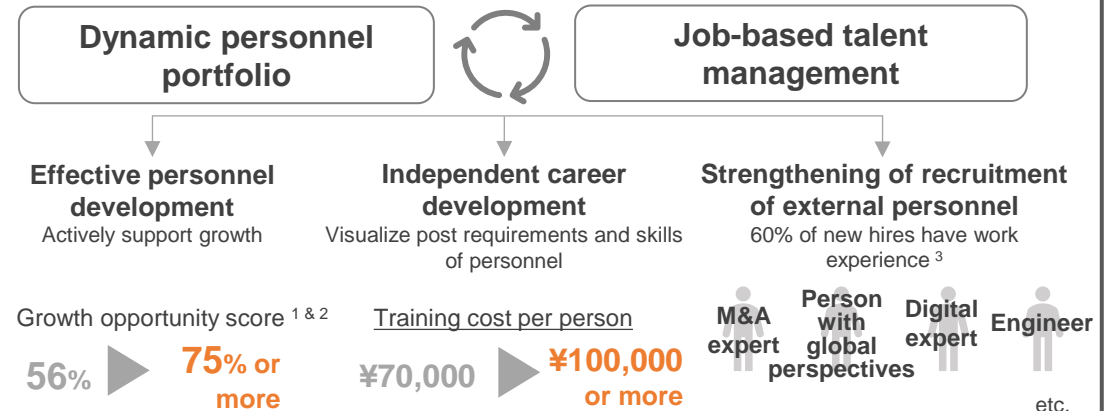 Dynamic personnel
portfolio
Job-based talent
management
Effective personnel
development
Actively support growth
Independent career
development
Visualize post requirements and skills
of personnel
Strengthening of recruitment
of external personnel
60% of new hires have work
experience 3
Growth opportunity score 1 & 2
56%
75% or
more
Training cost per person
¥70,000
¥100,000
or more
M&A
expert
Person
with
global
perspectives
Digital
expert
Engineer
etc.